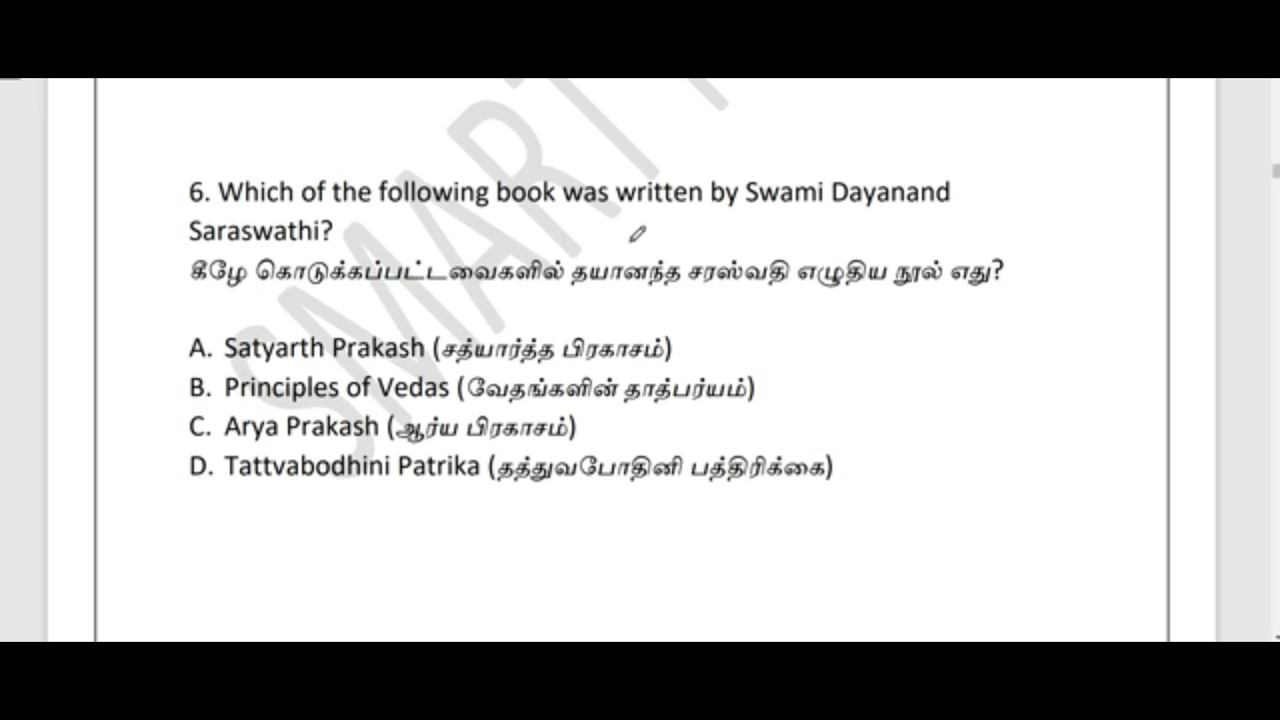 SMART
6. Which of the following book was written by Swami Dayanand
Saraswathi?
கீழே கொடுக்கப்பட்டவைகளில் தயானந்த சரஸ்வதி எழுதிய நூல் எது?
A. Satyarth Prakash (சத்யார்த்த பிரகாசம்)
B. Principles of Vedas (வேதங்களின் தாத்பர்யம்)
C. Arya Prakash (ஆர்ய பிரகாசம்)
D. Tattvabodhini Patrika (தத்துவபோதினி பத்திரிக்கை)